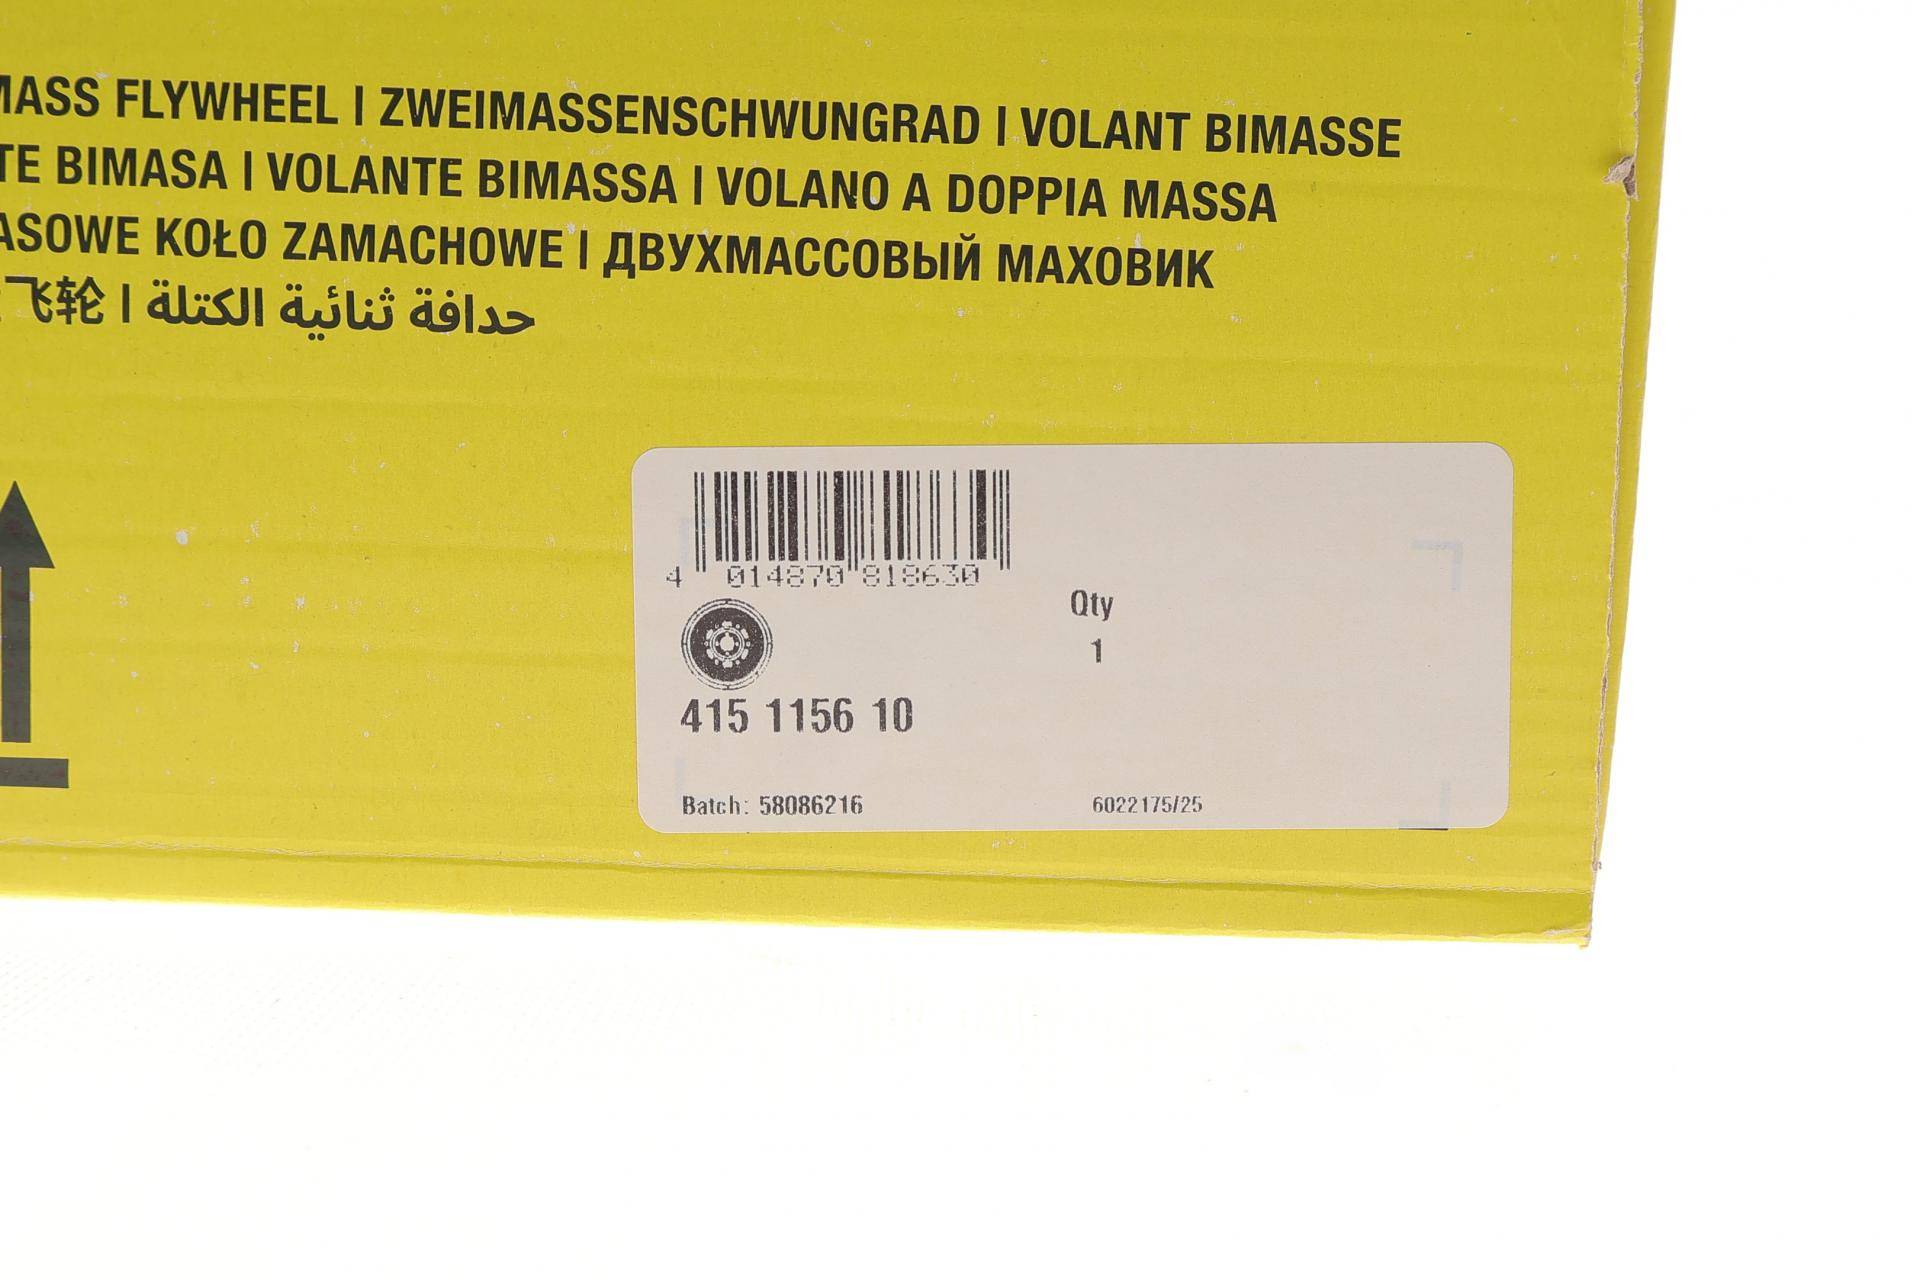 MASS FLYWHEEL | ZWEIMASSENSCHWUNGRAD | VOLANT BIMASSE
TE BIMASA | VOLANTE BIMASSA | VOLANO A DOPPIA MASSA
ASOWE KOŁO ZAMACHOWE | ДВУХМАССОВЫЙ МАХОВИК
飞轮 | حدافة ثنائية الكتلة
4 014870 818630
Qty
1
415 1156 10
Batch: 58086216
6022175/25